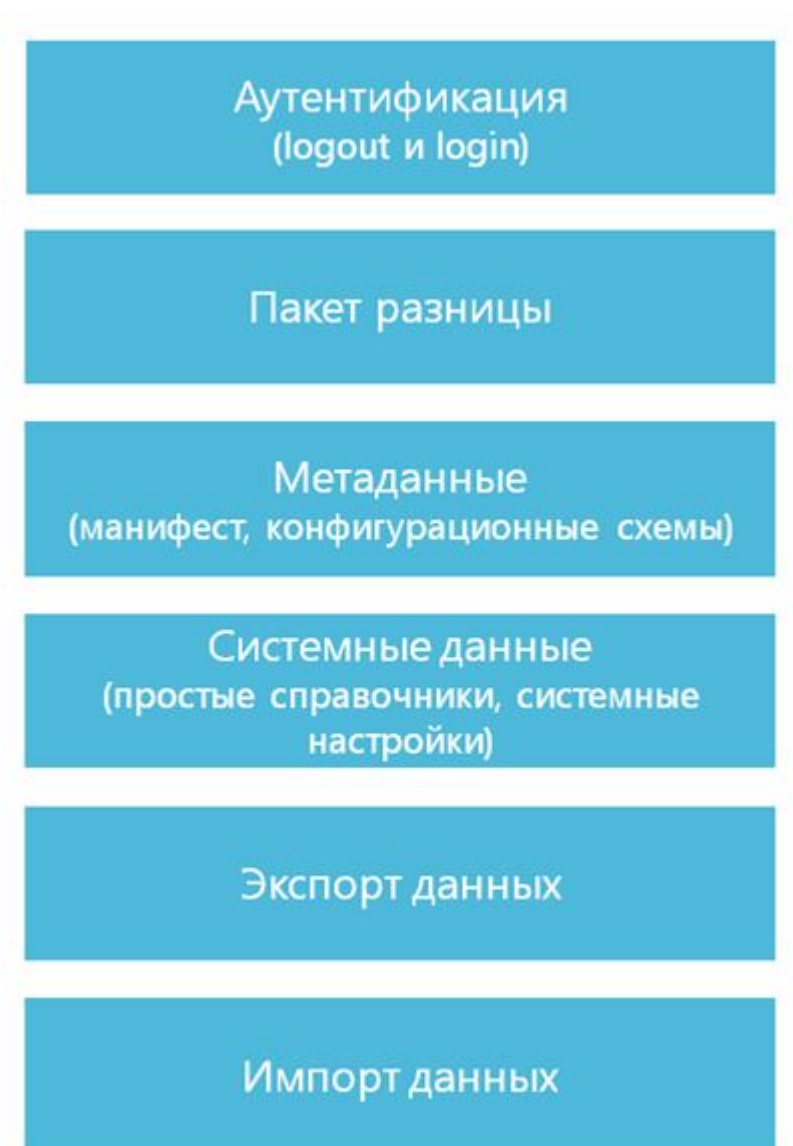 Аутентификация
(logout и login)
Пакет разницы
Метаданные
(манифест, конфигурационные схемы)
Системные данные
(простые справочники, системные
настройки)
Экспорт данных
Импорт данных